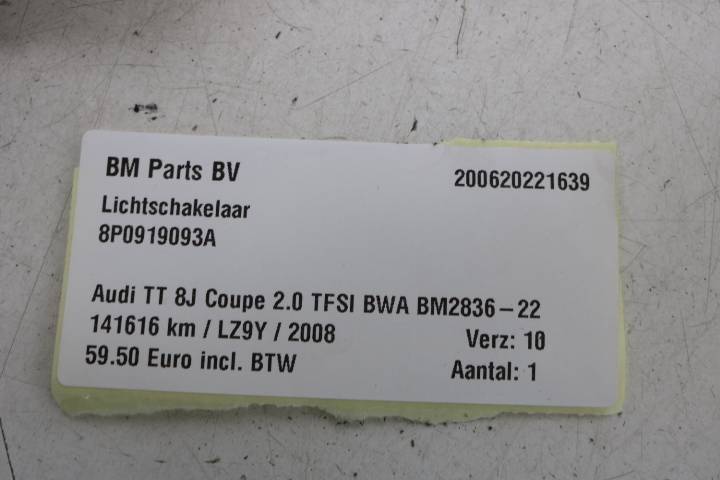 BM Parts BV 200620221639
Lichtschakelaar
8P0919093A
Audi TT 8J Coupe 2.0 TFSI BWA BM2836-22
141616 km / LZ9Y / 2008 Verz: 10
59.50 Euro incl. BTW Aantal: 1